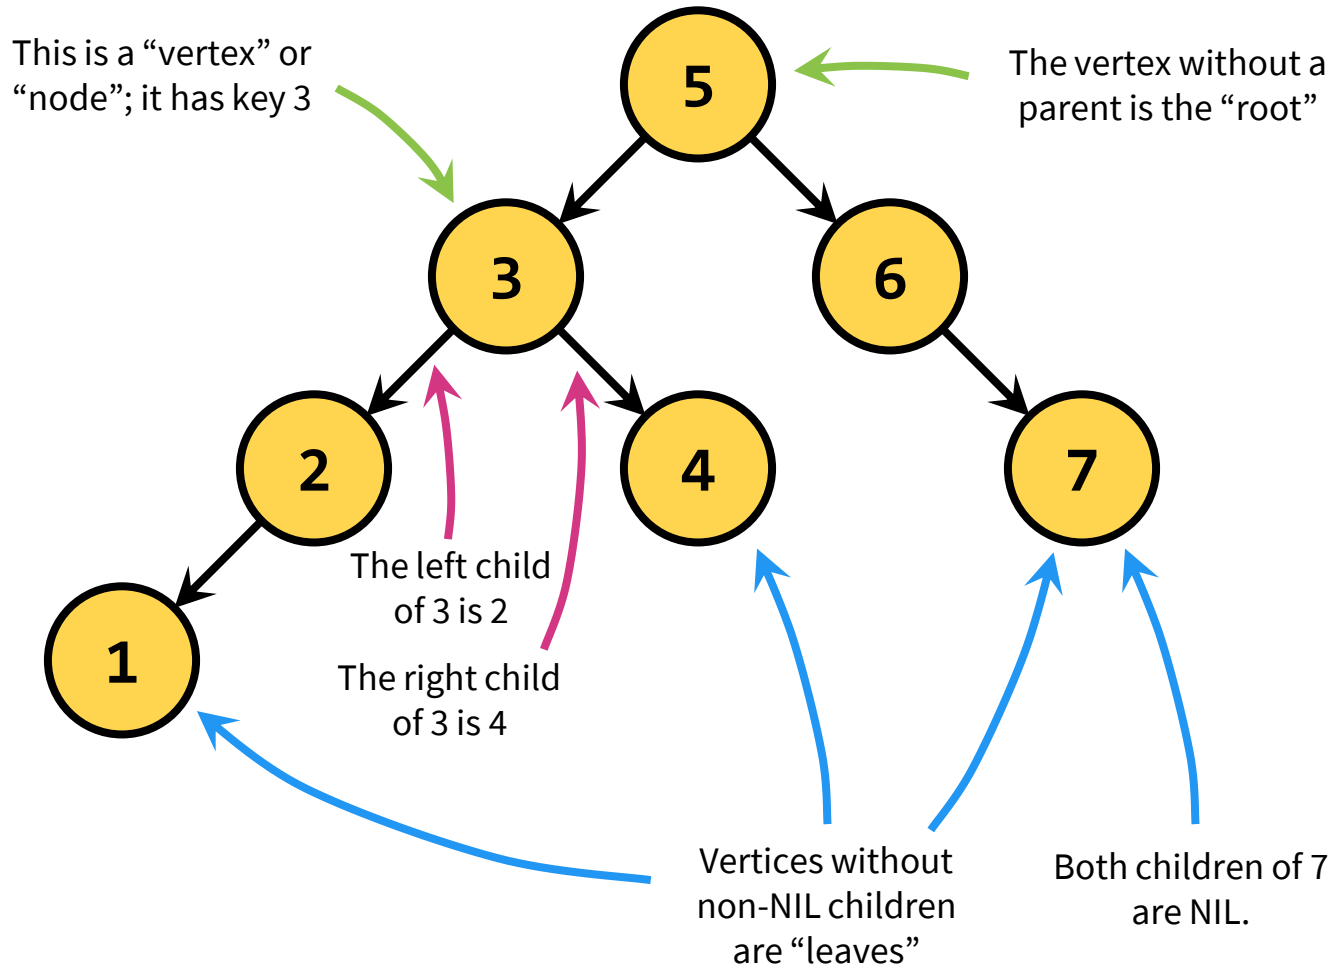 This is a “vertex” or
“node”; it has key 3
5
The vertex without a
parent is the “root”
3
6
2
4
7
The left child
of 3 is 2
1
The right child
of 3 is 4
Vertices without
non-NIL children
are “leaves”
Both children of 7
are NIL.